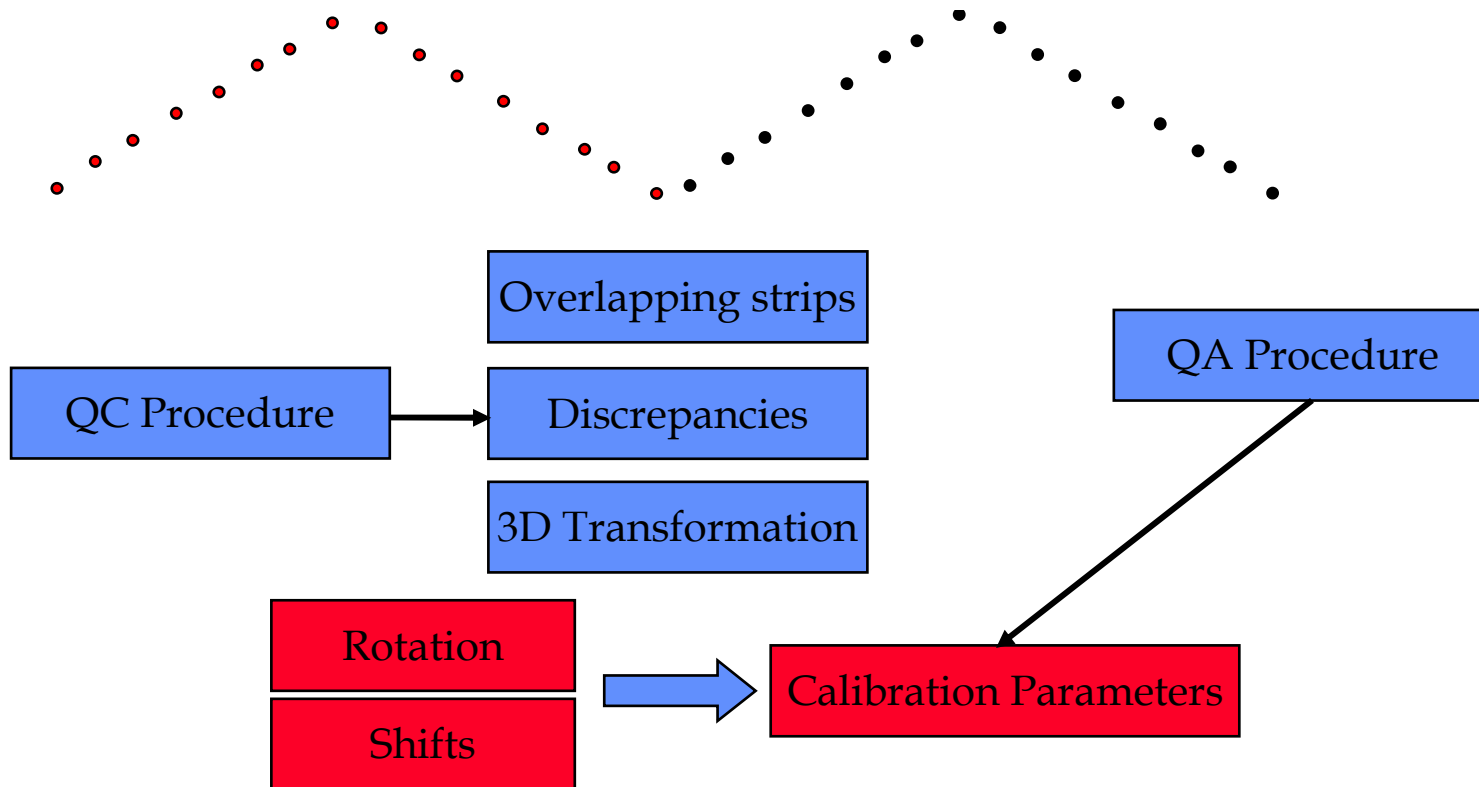 Overlapping strips
QA Procedure
QC Procedure
Discrepancies
3D Transformation
Rotation
Calibration Parameters
Shifts